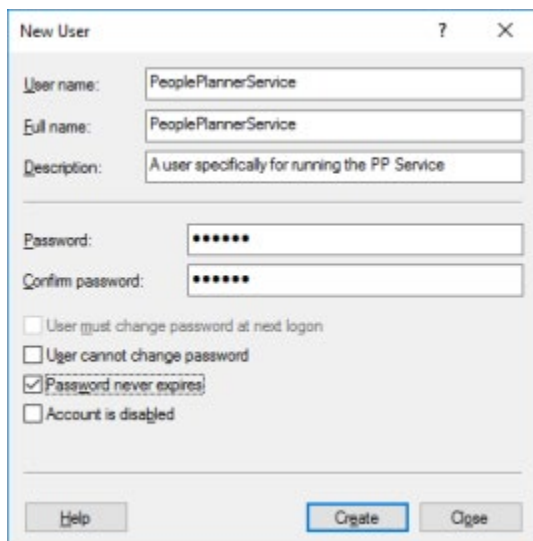 New User
User name: PeoplePlannerService
Full name: PeoplePlannerService
Description: A user specifically for running the PP Service
Password: ●●●●●●
Confirm password: ●●●●●●
User must change password at next logon
User cannot change password
Password never expires
Account is disabled
Help Create Close